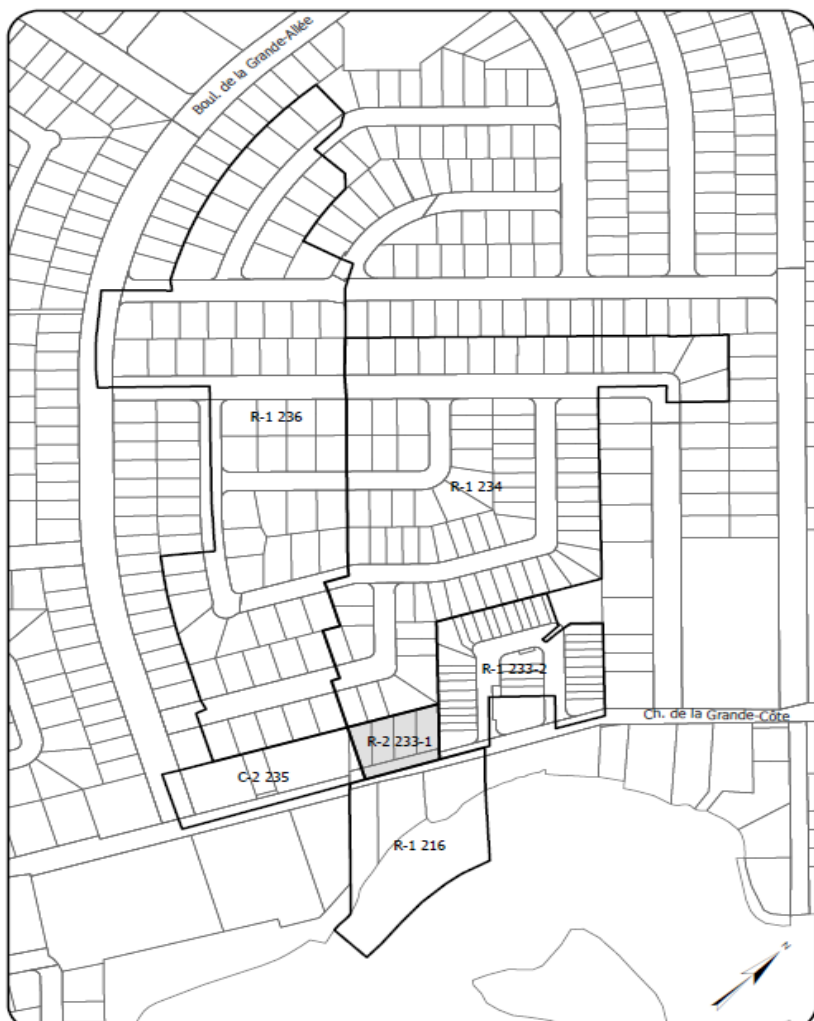 Boul. de la Grande-Allée
R-1 236
R-1 234
R-1 233-2
Ch. de la Grande-Côte
R-2 233-1
C-2 235
R-1 216
N